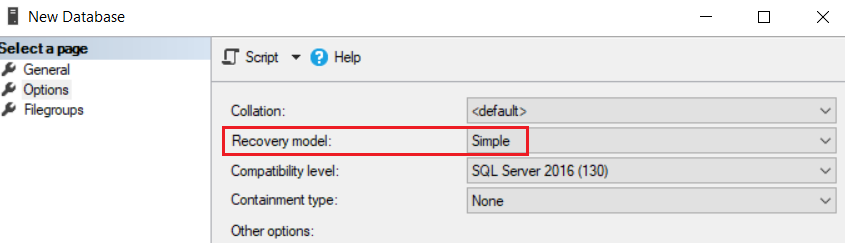 New Database
Select a page
General
Options
Filegroups
Script
Help
Collation: <default>
Recovery model: Simple
Compatibility level: SQL Server 2016 (130)
Containment type: None
Other options: